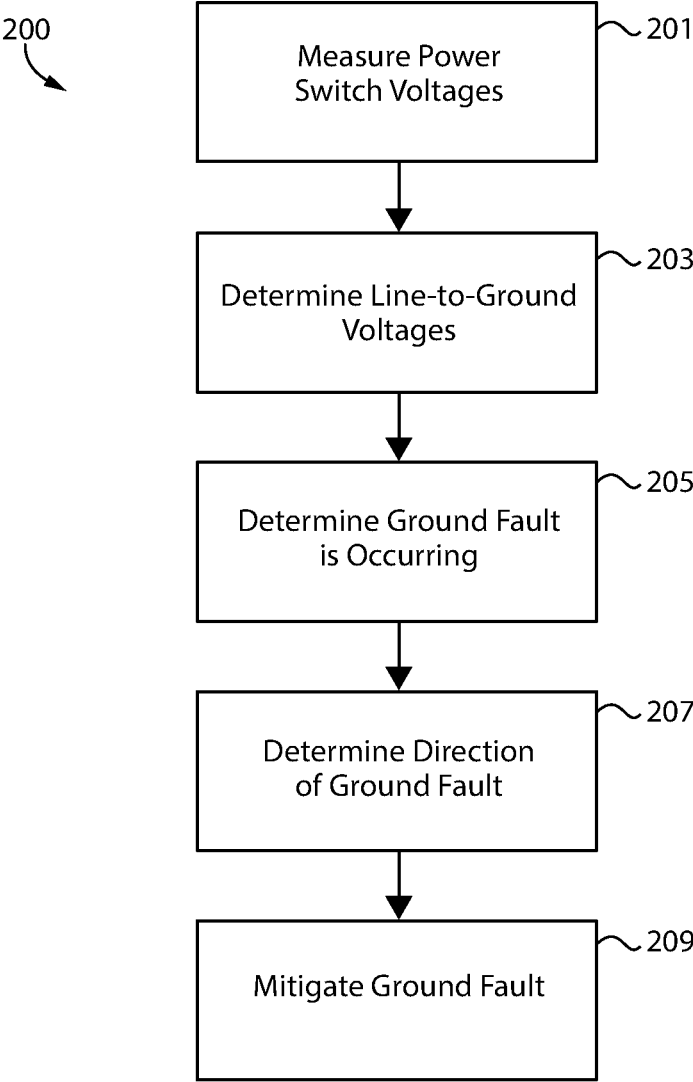 200
201
Measure Power
Switch Voltages
203
Determine Line-to-Ground
Voltages
205
Determine Ground Fault
is Occurring
207
Determine Direction
of Ground Fault
209
Mitigate Ground Fault